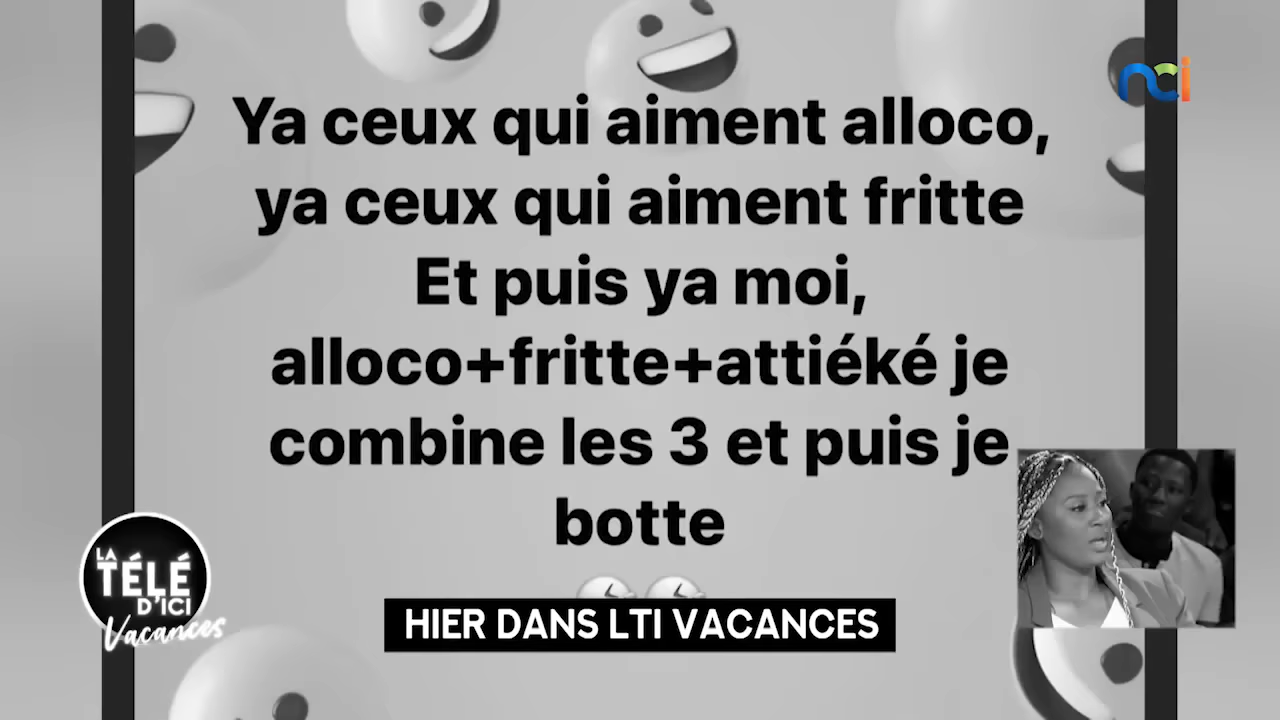 nci
Ya ceux qui aiment alloco,
ya ceux qui aiment fritte
Et puis ya moi,
alloco+fritte+attiéké je
combine les 3 et puis je
botte
LA
TÉLÉ
D'ICI
Vacances
HIER DANS LTI VACANCES